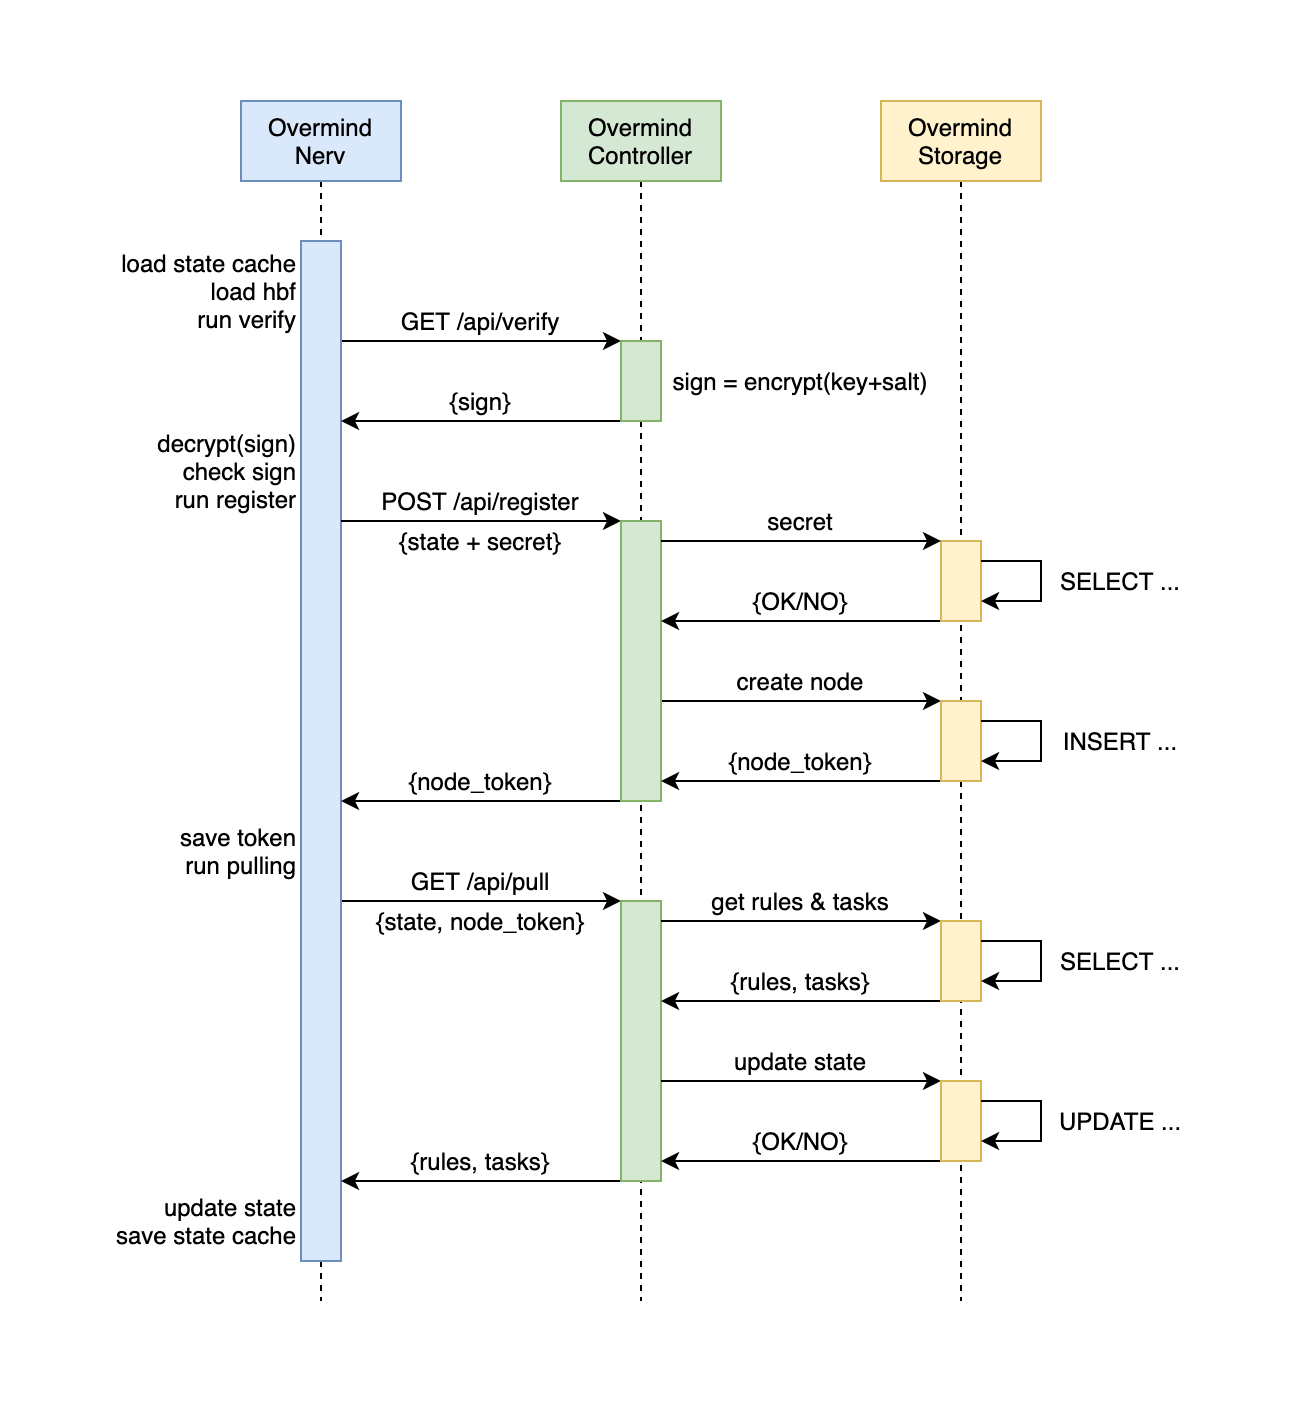 Overmind
Nerv
Overmind
Controller
Overmind
Storage
load state cache
load hbf
run verify
GET /api/verify
sign = encrypt(key+salt)
{sign}
decrypt(sign)
check sign
run register
POST /api/register
{state + secret}
secret
SELECT ...
{OK/NO}
create node
INSERT ...
{node_token}
{node_token}
save token
run pulling
GET /api/pull
{state, node_token}
get rules & tasks
SELECT ...
{rules, tasks}
update state
UPDATE ...
{OK/NO}
{rules, tasks}
update state
save state cache